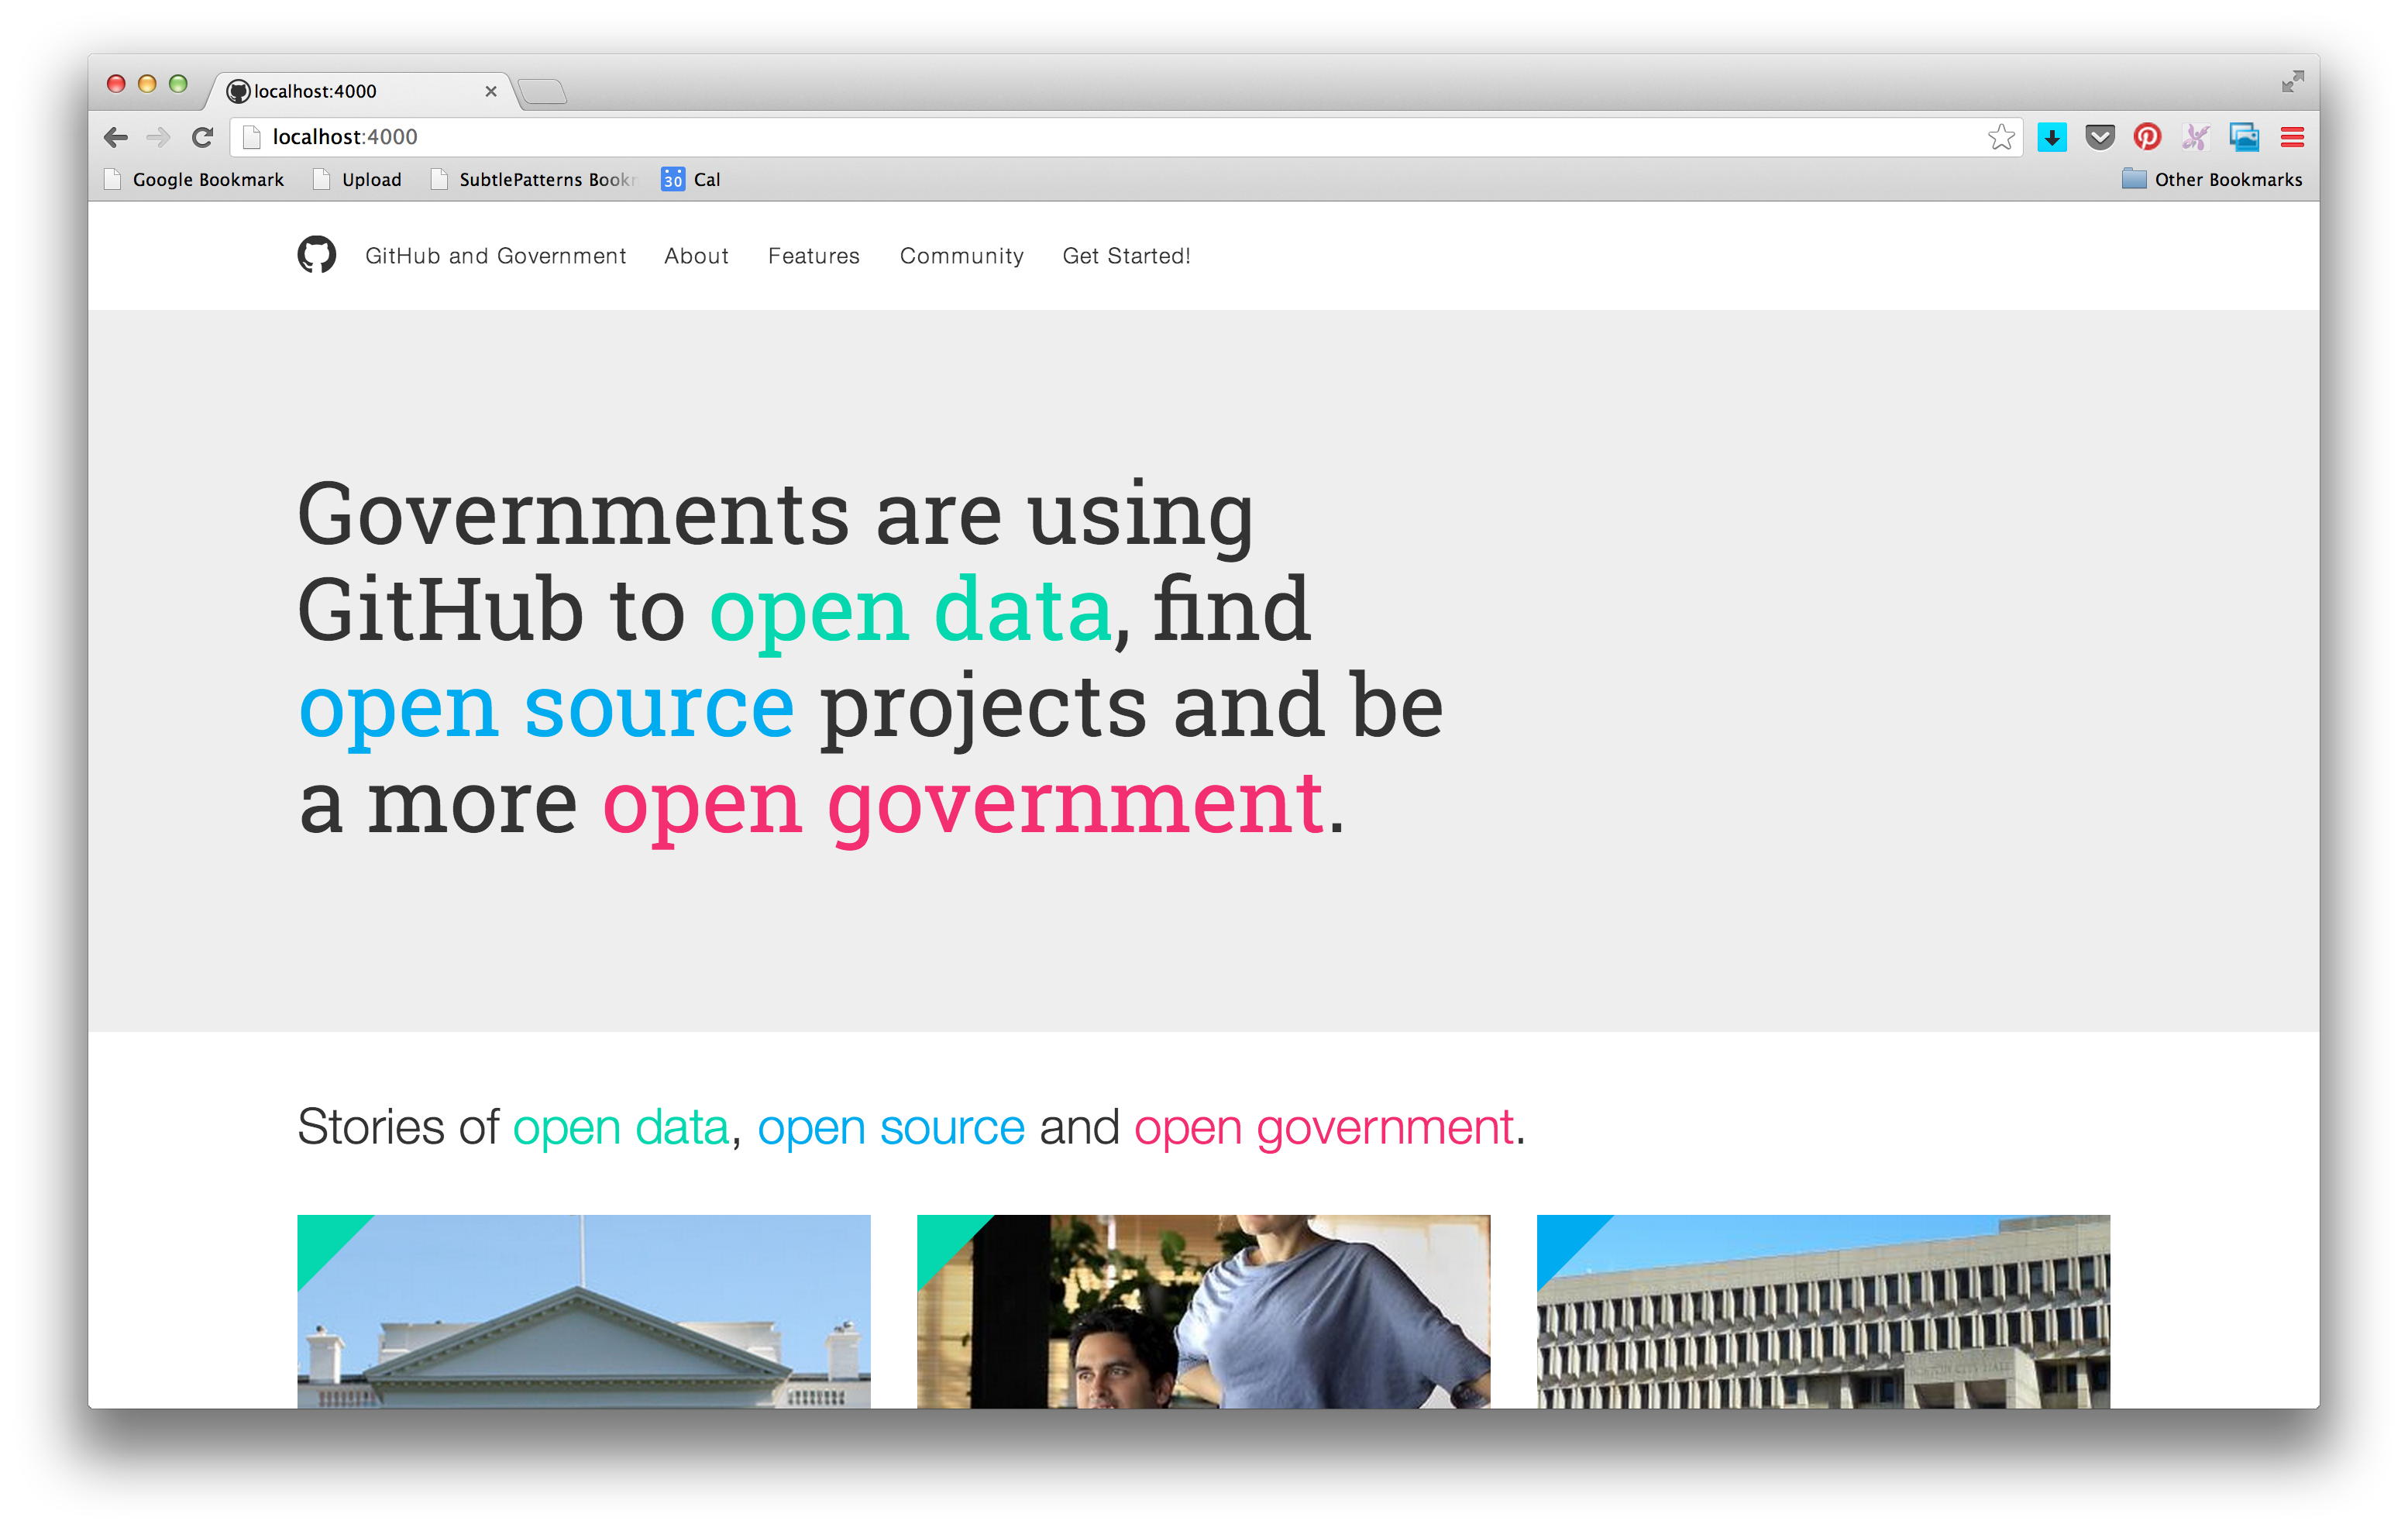 localhost:4000
localhost:4000
Google Bookmark Upload SubtlePatterns Book 30 Cal Other Bookmarks
GitHub and Government About Features Community Get Started!
Governments are using
GitHub to open data, find
open source projects and be
a more open government.
Stories of open data, open source and open government.
CITY HALL